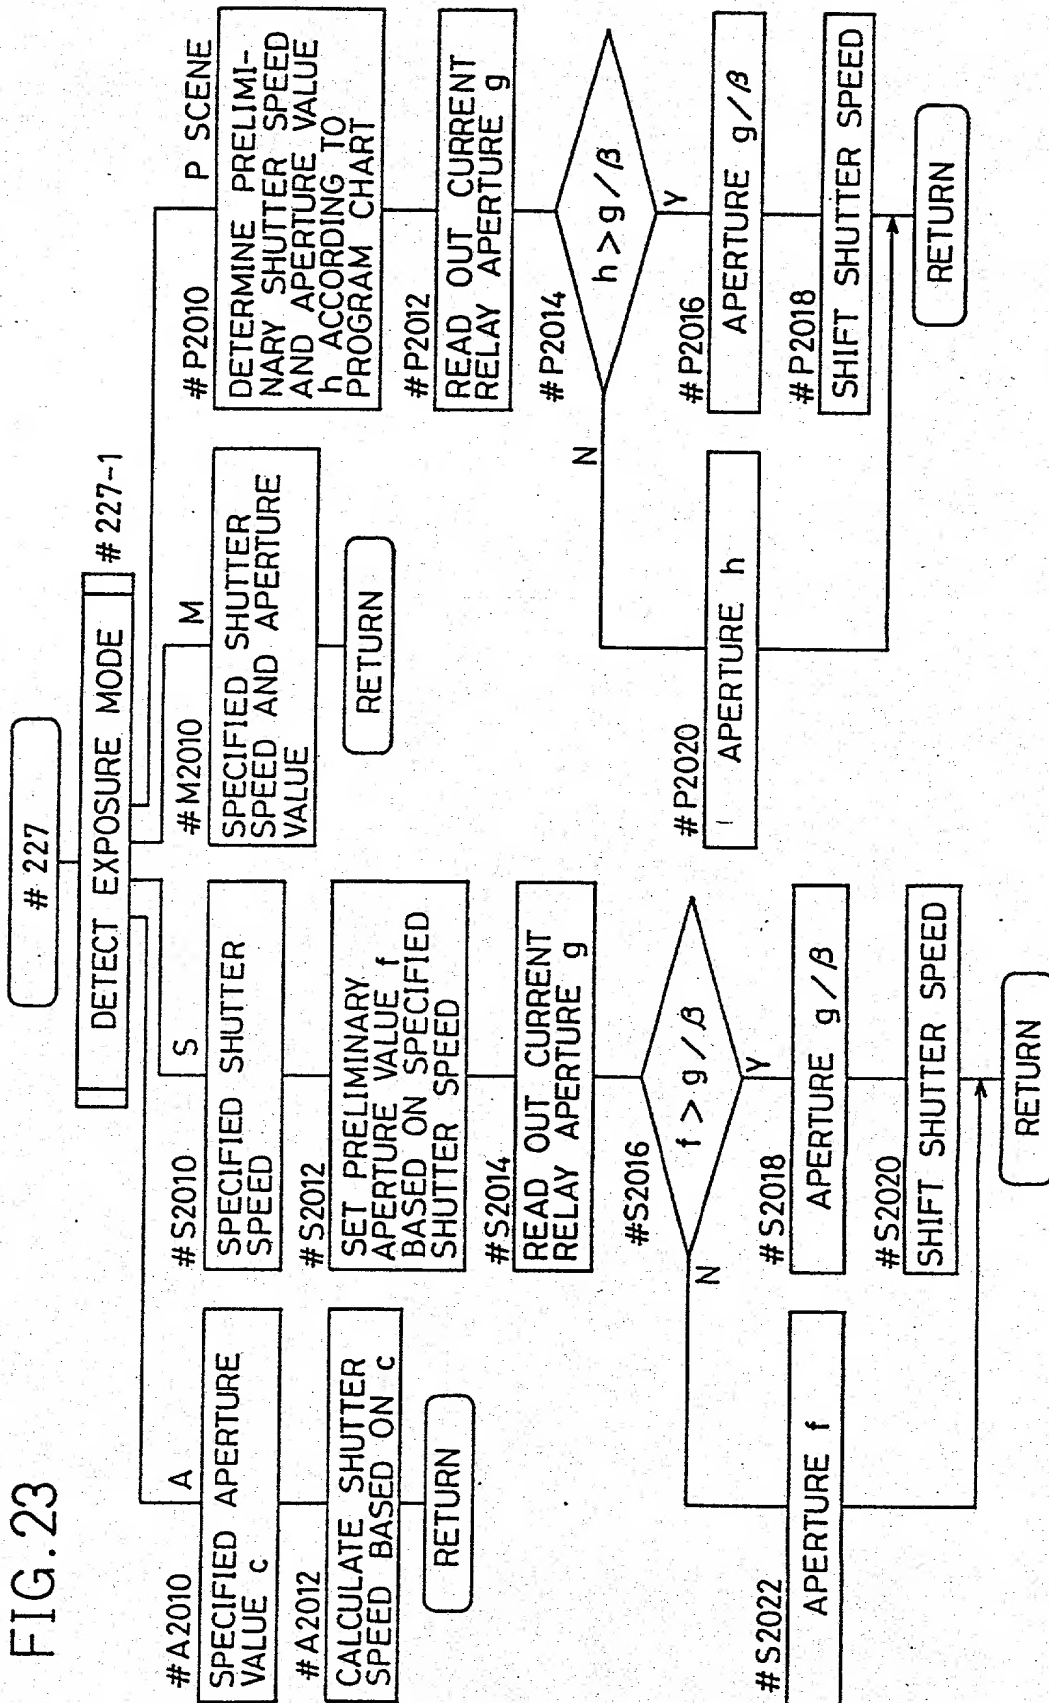 FIG.23
#227
DETECT EXPOSURE MODE
#227-1
A
#A2010
SPECIFIED APERTURE
VALUE c
#A2012
CALCULATE SHUTTER
SPEED BASED ON c
RETURN
S
#S2010
SPECIFIED SHUTTER
SPEED
#S2012
SET PRELIMINARY
APERTURE VALUE f
BASED ON SPECIFIED
SHUTTER SPEED
#S2014
READ OUT CURRENT
RELAY APERTURE g
#S2016
f > g/β
N
Y
#S2018
APERTURE g/β
#S2020
SHIFT SHUTTER SPEED
#S2022
APERTURE f
RETURN
M
#M2010
SPECIFIED SHUTTER
SPEED AND APERTURE
VALUE
RETURN
P SCENE
#P2010
DETERMINE PRELIMI-
NARY SHUTTER SPEED
AND APERTURE VALUE
h ACCORDING TO
PROGRAM CHART
#P2012
READ OUT CURRENT
RELAY APERTURE g
#P2014
h > g/β
N
Y
#P2016
APERTURE g/β
#P2018
SHIFT SHUTTER SPEED
#P2020
APERTURE h
RETURN